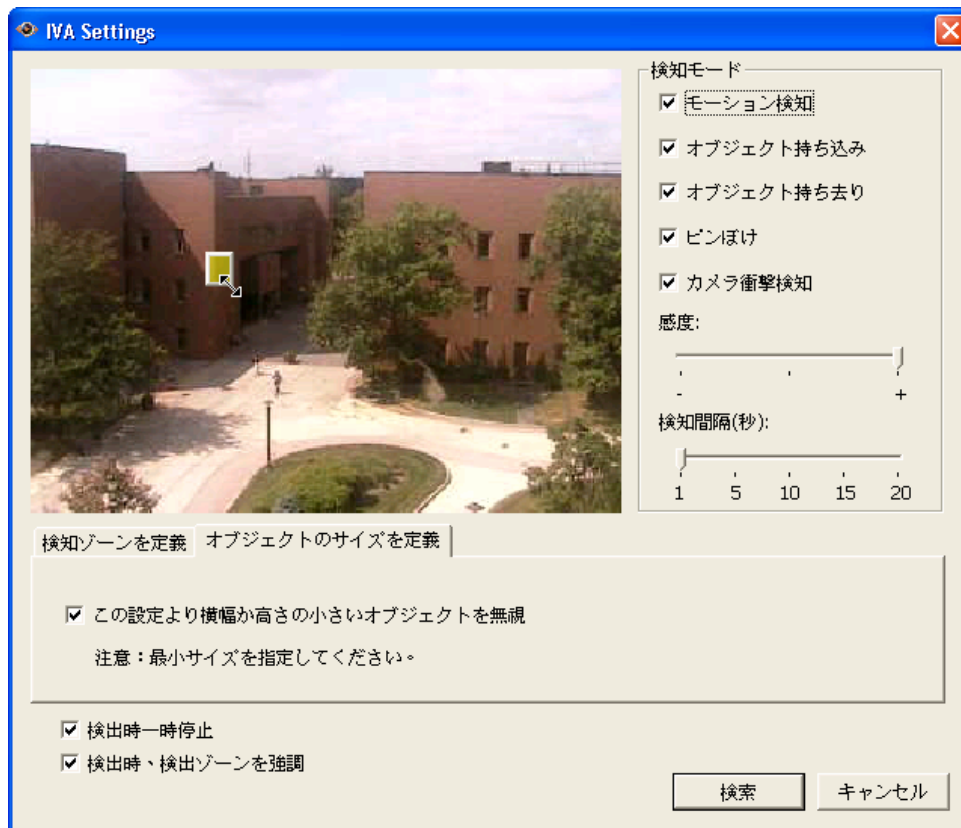 IVA Settings
検知モード
モーション検知
オブジェクト持ち込み
オブジェクト持ち去り
ピンぼけ
カメラ衝撃検知
感度:
- +
検知間隔(秒):
1 5 10 15 20
検知ゾーンを定義 オブジェクトのサイズを定義
この設定より横幅か高さの小さいオブジェクトを無視
注意：最小サイズを指定してください。
検出時一時停止
検出時、検出ゾーンを強調
検索 キャンセル